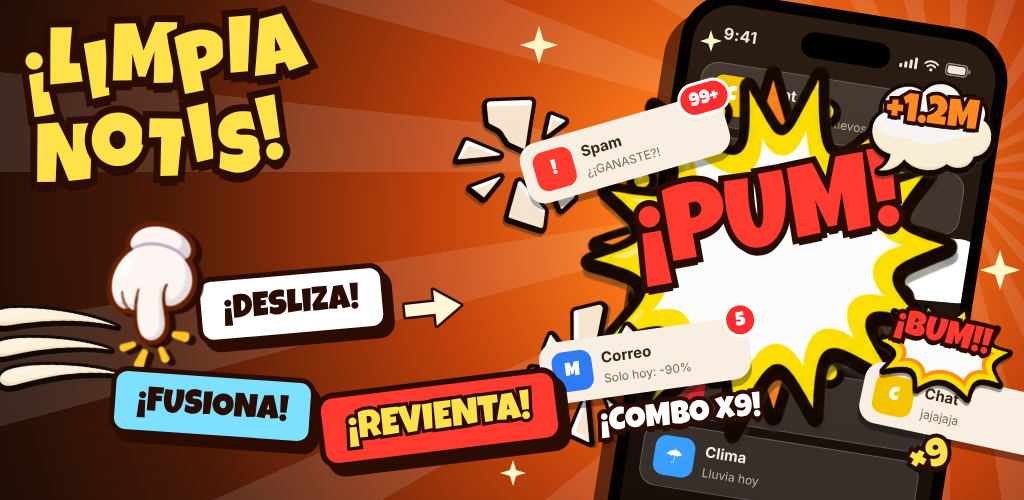 ¡LIMPIA
NOTIS!
9:41
99+
+1.2M
!
Spam
¿¡GANASTE?!
¡PUM!
¡DESLIZA!
5
M
Correo
Solo hoy: -90%
¡BUM!!
¡FUSIONA!
¡REVIENTA!
¡COMBO X9!
C
Chat
jajajaja
+9
Clima
Lluvia hoy